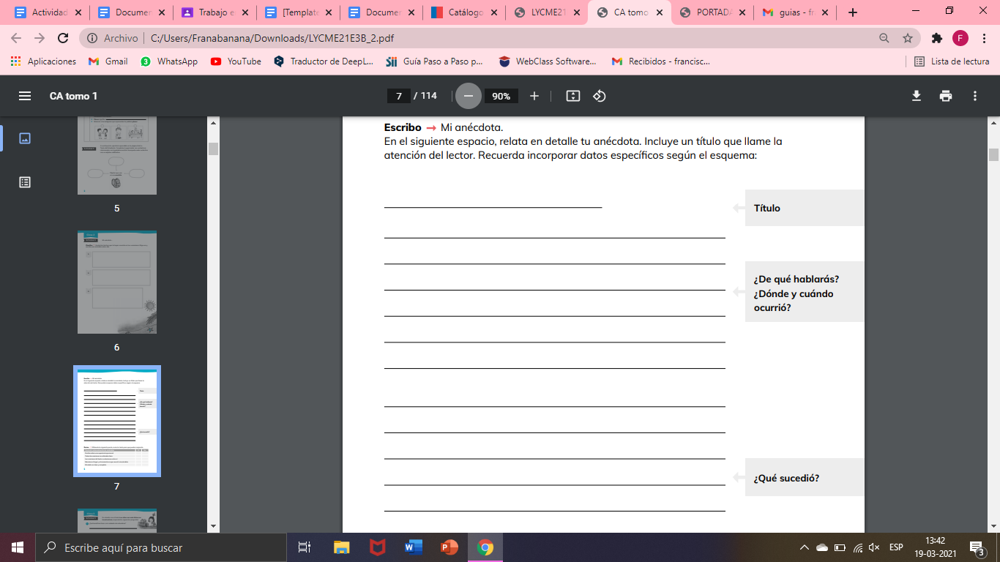 Actividad
Documen
Trabajo e
[Template
Documen
Catálogo
LYCME21
CA tomo
PORTADA
guias - fr
Archivo
C:/Users/Franabanana/Downloads/LYCME21E3B_2.pdf
F
Aplicaciones
Gmail
3
WhatsApp
YouTube
Traductor de DeepL...
Sii
Guía Paso a Paso p...
WebClass Software...
Recibidos - francisc...
Lista de lectura
CA tomo 1
7 / 114
90%
5
6
7
Escribo → Mi anécdota.
En el siguiente espacio, relata en detalle tu anécdota. Incluye un título que llame la
atención del lector. Recuerda incorporar datos específicos según el esquema:
Título
¿De qué hablarás?
¿Dónde y cuándo
ocurrió?
¿Qué sucedió?
Escribe aquí para buscar
ESP
13:42
19-03-2021
3